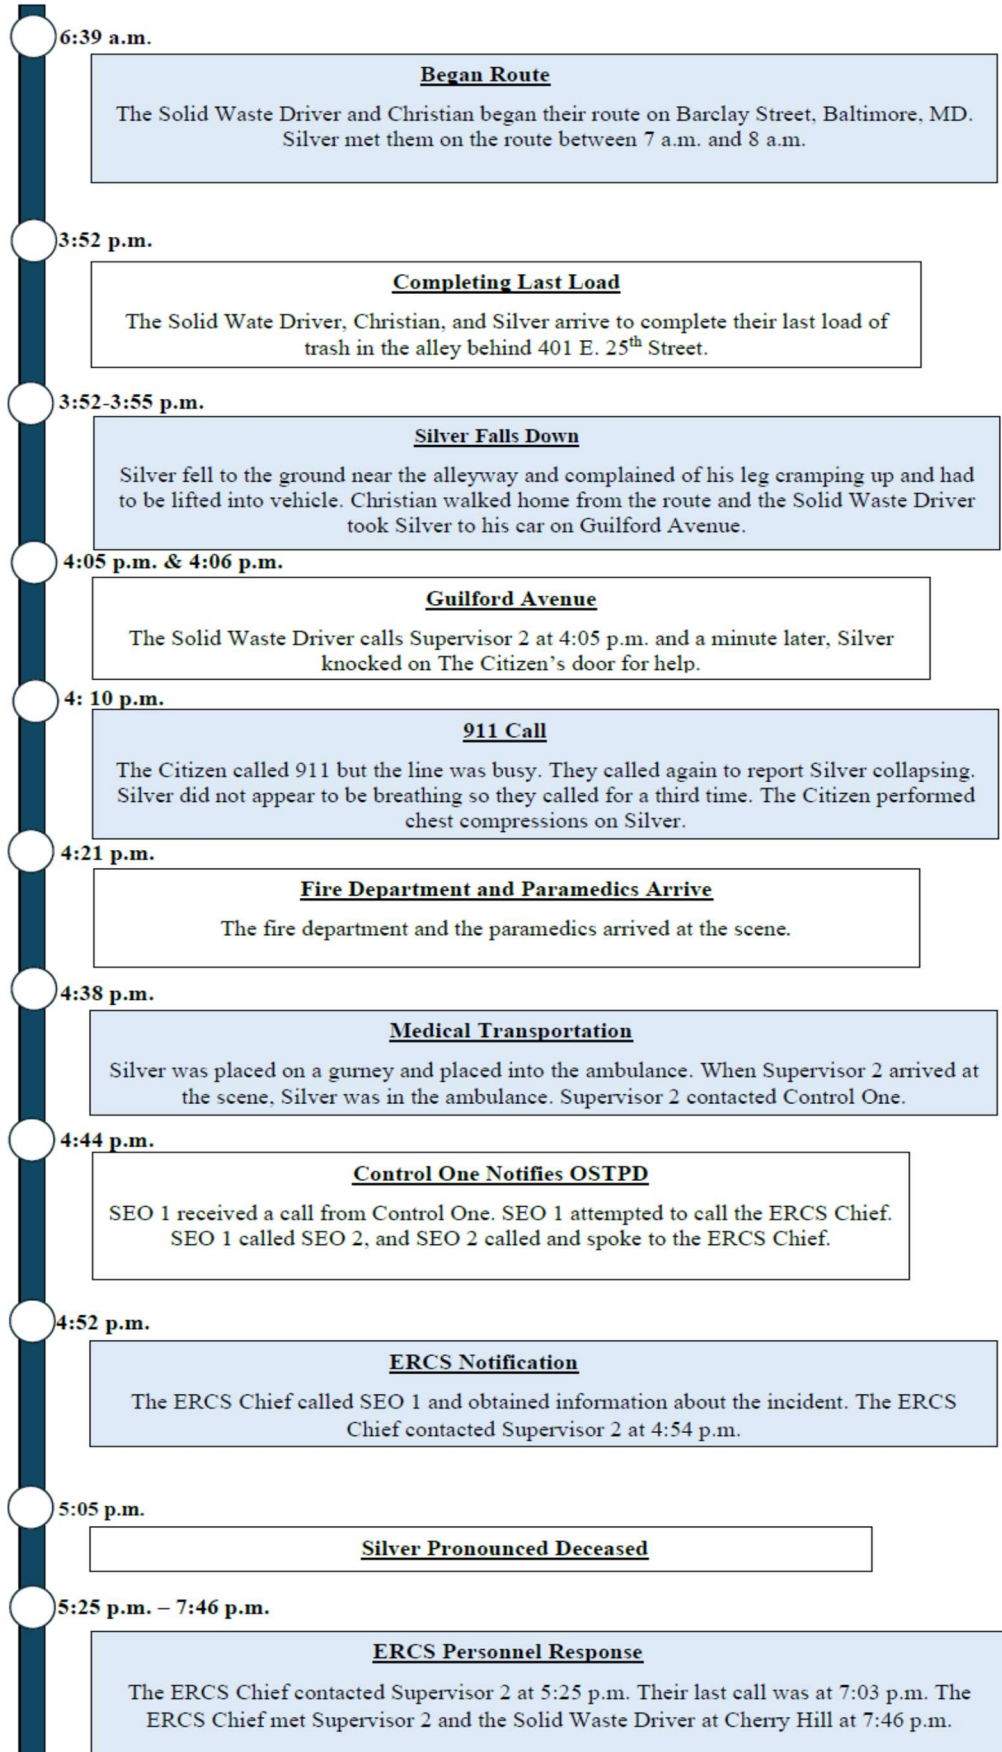 6:39 a.m.
Began Route
The Solid Waste Driver and Christian began their route on Barclay Street, Baltimore, MD.
Silver met them on the route between 7 a.m. and 8 a.m.
3:52 p.m.
Completing Last Load
The Solid Wate Driver, Christian, and Silver arrive to complete their last load of
trash in the alley behind 401 E. 25th Street.
3:52-3:55 p.m.
Silver Falls Down
Silver fell to the ground near the alleyway and complained of his leg cramping up and had
to be lifted into vehicle. Christian walked home from the route and the Solid Waste Driver
took Silver to his car on Guilford Avenue.
4:05 p.m. & 4:06 p.m.
Guilford Avenue
The Solid Waste Driver calls Supervisor 2 at 4:05 p.m. and a minute later, Silver
knocked on The Citizen's door for help.
4: 10 p.m.
911 Call
The Citizen called 911 but the line was busy. They called again to report Silver collapsing.
Silver did not appear to be breathing so they called for a third time. The Citizen performed
chest compressions on Silver.
4:21 p.m.
Fire Department and Paramedics Arrive
The fire department and the paramedics arrived at the scene.
4:38 p.m.
Medical Transportation
Silver was placed on a gurney and placed into the ambulance. When Supervisor 2 arrived at
the scene, Silver was in the ambulance. Supervisor 2 contacted Control One.
4:44 p.m.
Control One Notifies OSTPD
SEO 1 received a call from Control One. SEO 1 attempted to call the ERCS Chief.
SEO 1 called SEO 2, and SEO 2 called and spoke to the ERCS Chief.
4:52 p.m.
ERCS Notification
The ERCS Chief called SEO 1 and obtained information about the incident. The ERCS
Chief contacted Supervisor 2 at 4:54 p.m.
5:05 p.m.
Silver Pronounced Deceased
5:25 p.m. – 7:46 p.m.
ERCS Personnel Response
The ERCS Chief contacted Supervisor 2 at 5:25 p.m. Their last call was at 7:03 p.m. The
ERCS Chief met Supervisor 2 and the Solid Waste Driver at Cherry Hill at 7:46 p.m.